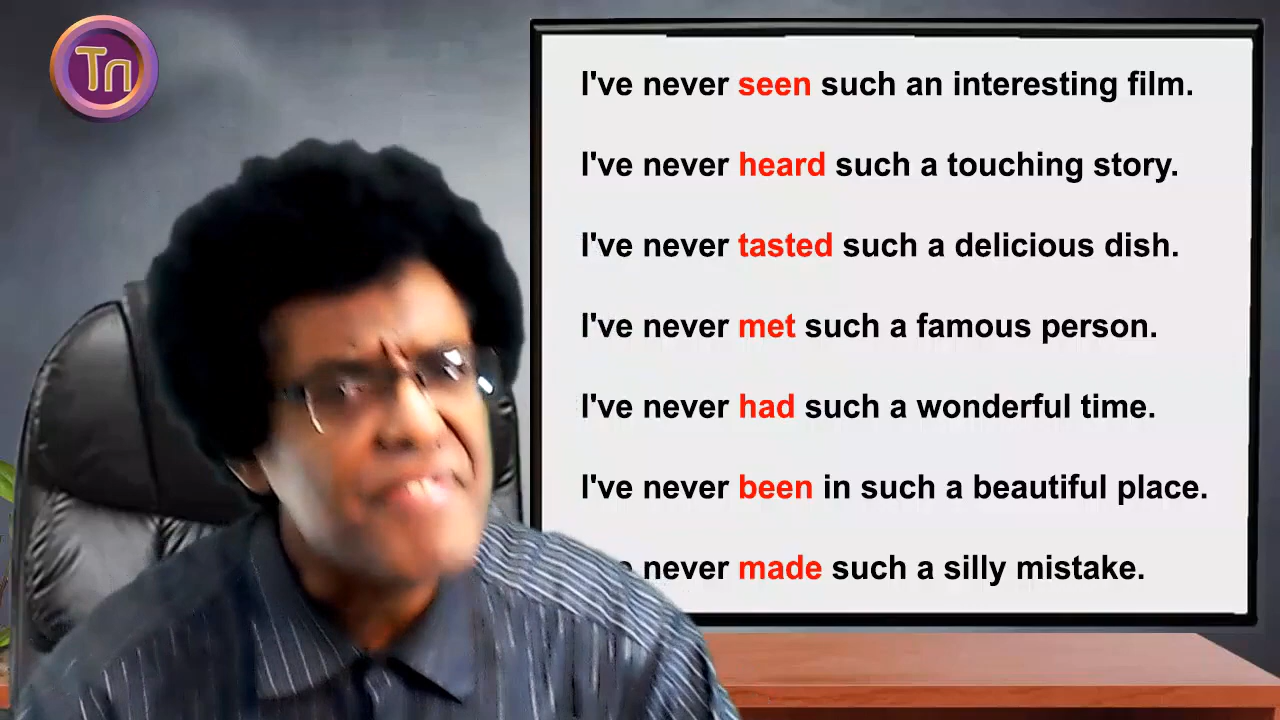 Tn
I've never seen such an interesting film.
I've never heard such a touching story.
I've never tasted such a delicious dish.
I've never met such a famous person.
I've never had such a wonderful time.
I've never been in such a beautiful place.
never made such a silly mistake.